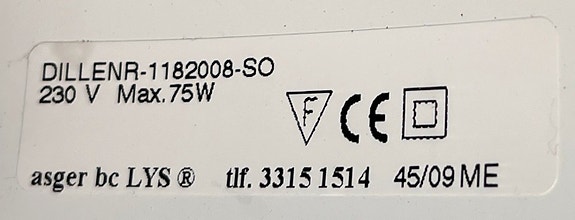 DILLENR-1182008-SO
230 V Max.75W
F CE
asger bc LYS ® tlf. 3315 1514 45/09 ME